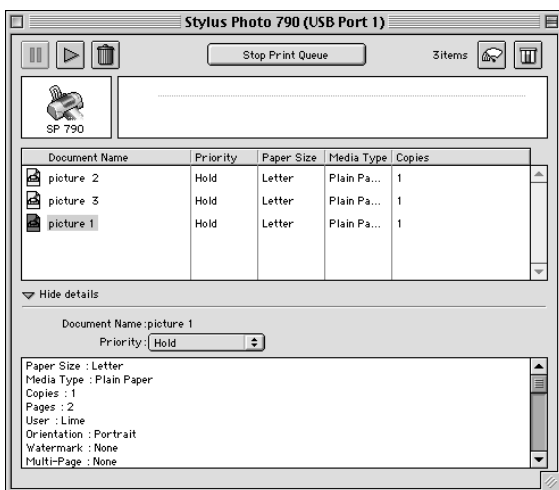 Stylus Photo 790 (USB Port 1)
Stop Print Queue
3items
SP 790
Document Name Priority Paper Size Media Type Copies
picture 2 Hold Letter Plain Pa... 1
picture 3 Hold Letter Plain Pa... 1
picture 1 Hold Letter Plain Pa... 1
Hide details
Document Name :picture 1
Priority : Hold
Paper Size : Letter
Media Type : Plain Paper
Copies : 1
Pages : 2
User : Lime
Orientation : Portrait
Watermark : None
Multi-Page : None